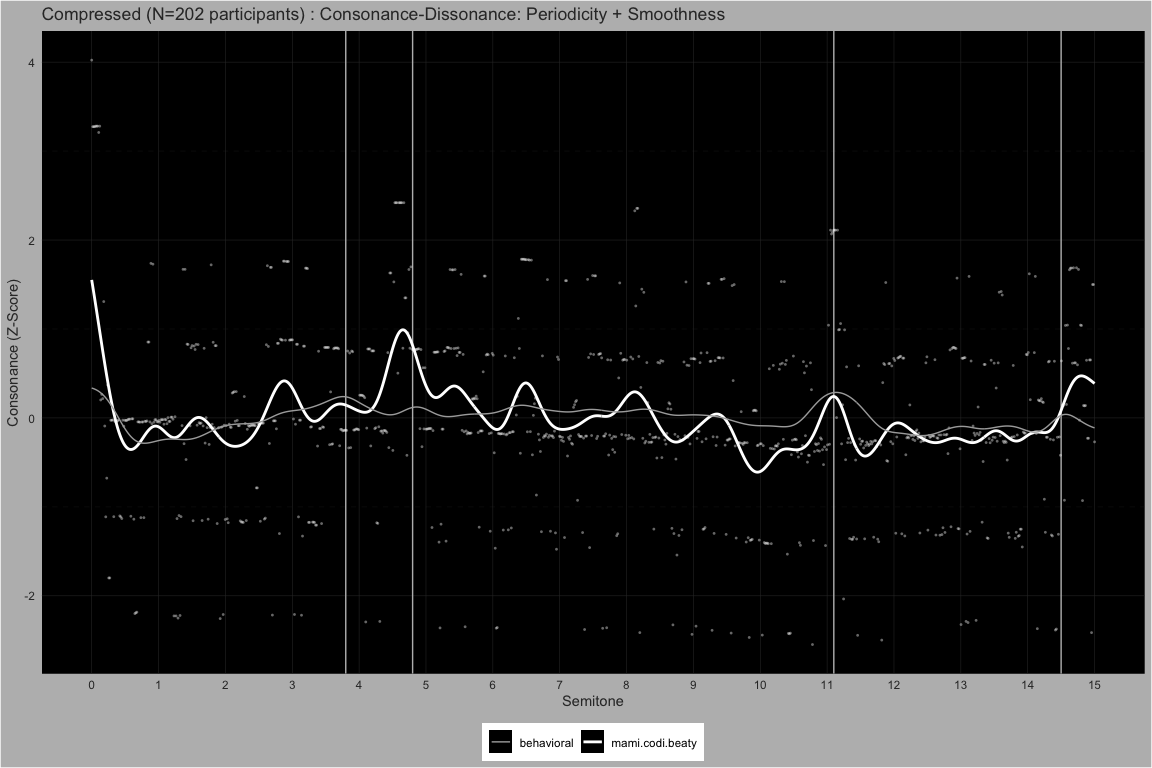 Compressed (N=202 participants) : Consonance-Dissonance: Periodicity + Smoothness
Consonance (Z-Score)
4
2
0
-2
0 1 2 3 4 5 6 7 8 9 10 11 12 13 14 15
Semitone
behavioral mami.codi.beaty